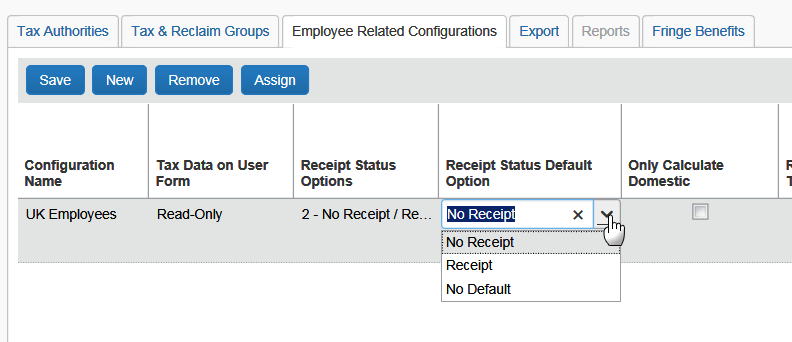 Tax Authorities Tax & Reclaim Groups Employee Related Configurations Export Reports Fringe Benefits
Save New Remove Assign
Configuration Name
Tax Data on User Form
Receipt Status Options
Receipt Status Default Option
Only Calculate Domestic
R
T
UK Employees Read-Only 2 - No Receipt / Re... No Receipt
No Receipt
Receipt
No Default